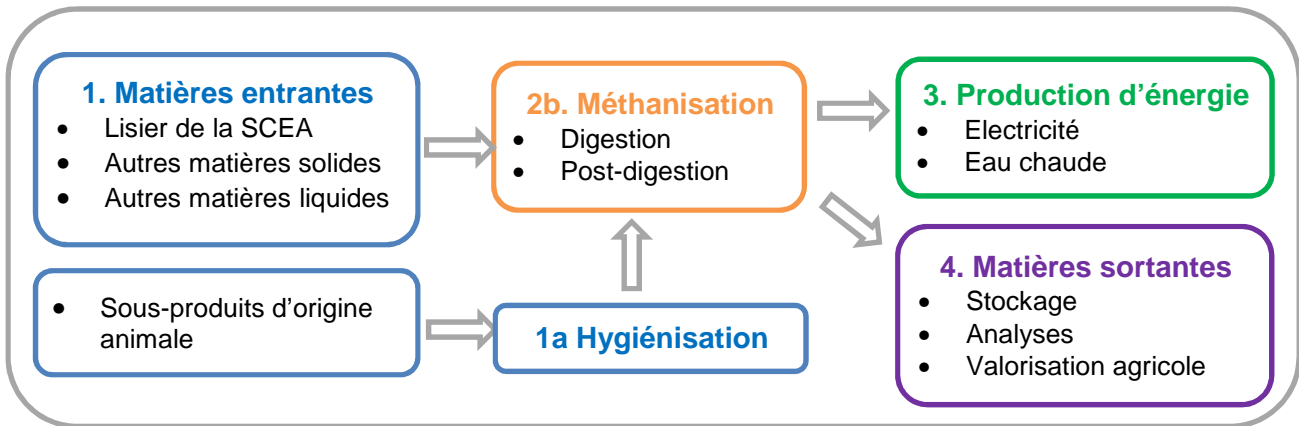 1. Matières entrantes
• Lisier de la SCEA
• Autres matières solides
• Autres matières liquides
• Sous-produits d'origine
animale
1a Hygiénisation
2b. Méthanisation
• Digestion
• Post-digestion
3. Production d'énergie
• Electricité
• Eau chaude
4. Matières sortantes
• Stockage
• Analyses
• Valorisation agricole